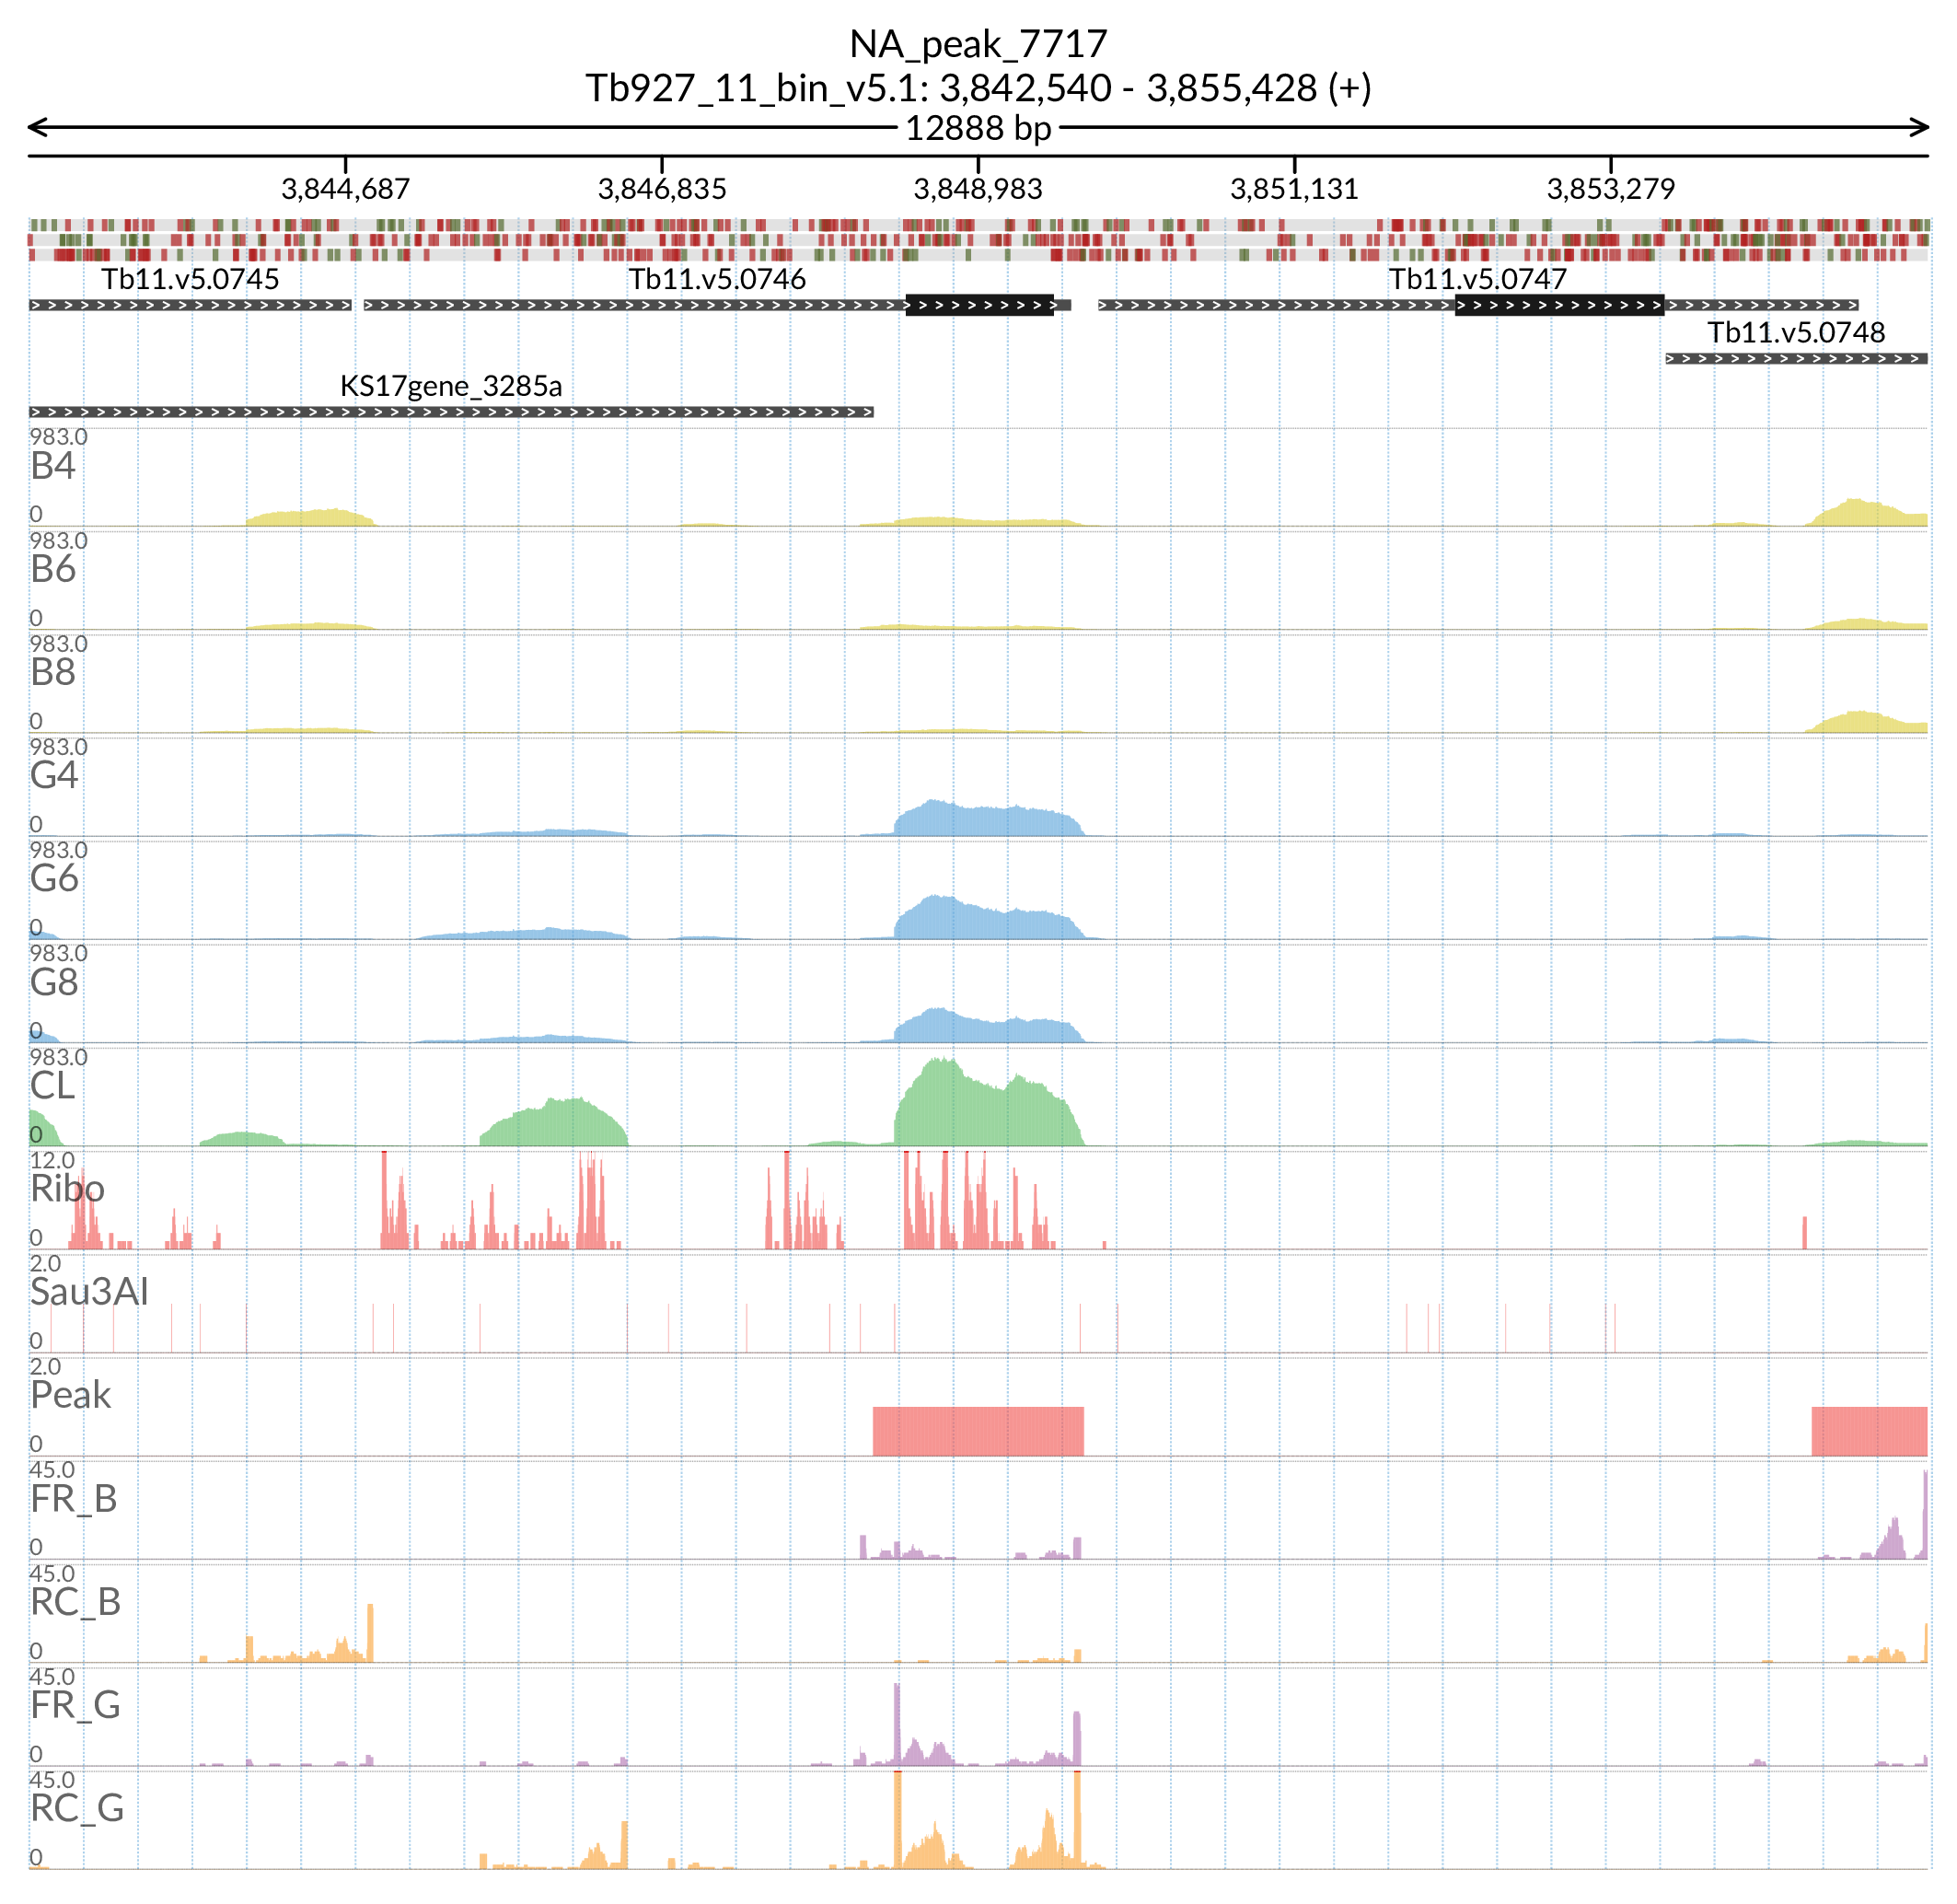 NA_peak_7717
Tb927_11_bin_v5.1: 3,842,540 - 3,855,428 (+)
12888 bp
3,844,687 3,846,835 3,848,983 3,851,131 3,853,279
Tb11.v5.0745 Tb11.v5.0746 Tb11.v5.0747
Tb11.v5.0748
KS17gene_3285a
983.0
B4
0
983.0
B6
0
983.0
B8
0
983.0
G4
0
983.0
G6
0
983.0
G8
0
983.0
CL
0
12.0
Ribo
0
2.0
Sau3AI
0
2.0
Peak
0
45.0
FR_B
0
45.0
RC_B
0
45.0
FR_G
0
45.0
RC_G
0